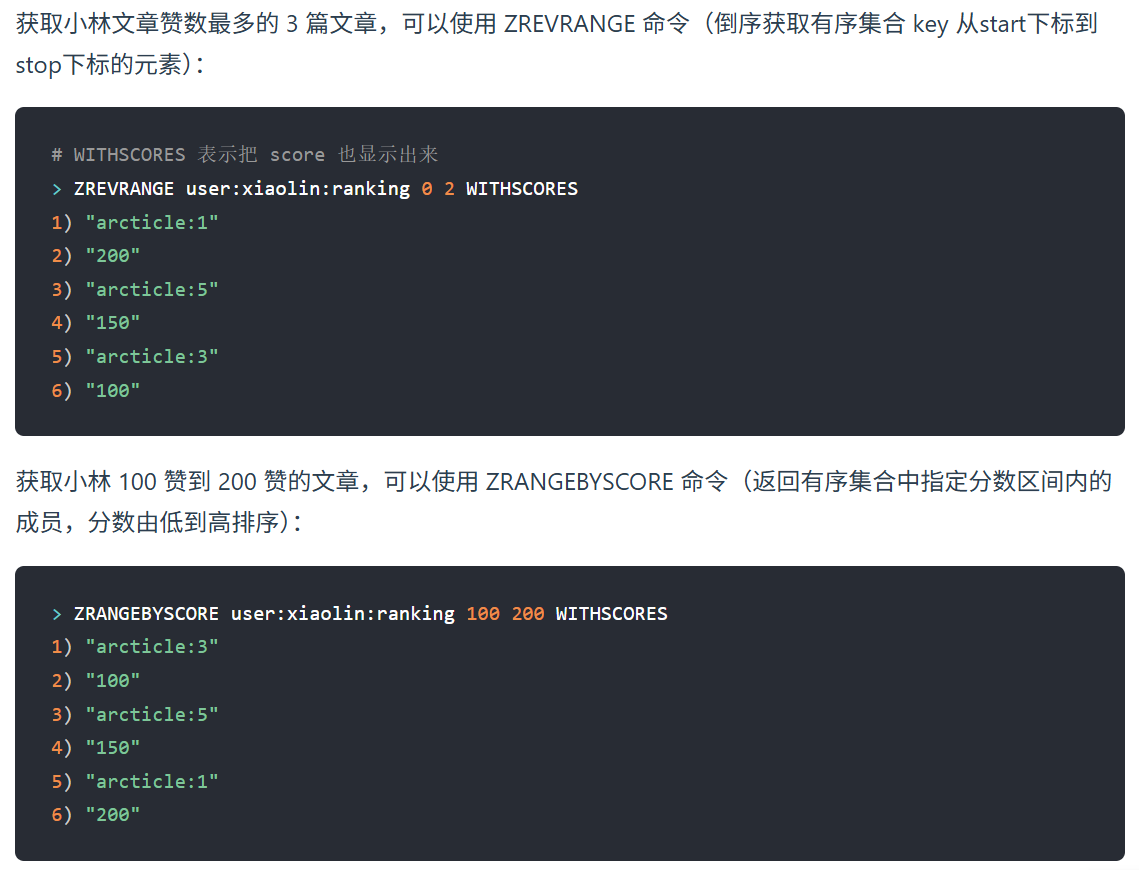 获取小林文章赞数最多的 3 篇文章，可以使用 ZREVRANGE 命令（倒序获取有序集合 key 从start下标到
stop下标的元素）：
# WITHSCORES 表示把 score 也显示出来
> ZREVRANGE user:xiaolin:ranking 0 2 WITHSCORES
1) "arcticle:1"
2) "200"
3) "arcticle:5"
4) "150"
5) "arcticle:3"
6) "100"
获取小林 100 赞到 200 赞的文章，可以使用 ZRANGEBYSCORE 命令（返回有序集合中指定分数区间内的
成员，分数由低到高排序）：
> ZRANGEBYSCORE user:xiaolin:ranking 100 200 WITHSCORES
1) "arcticle:3"
2) "100"
3) "arcticle:5"
4) "150"
5) "arcticle:1"
6) "200"